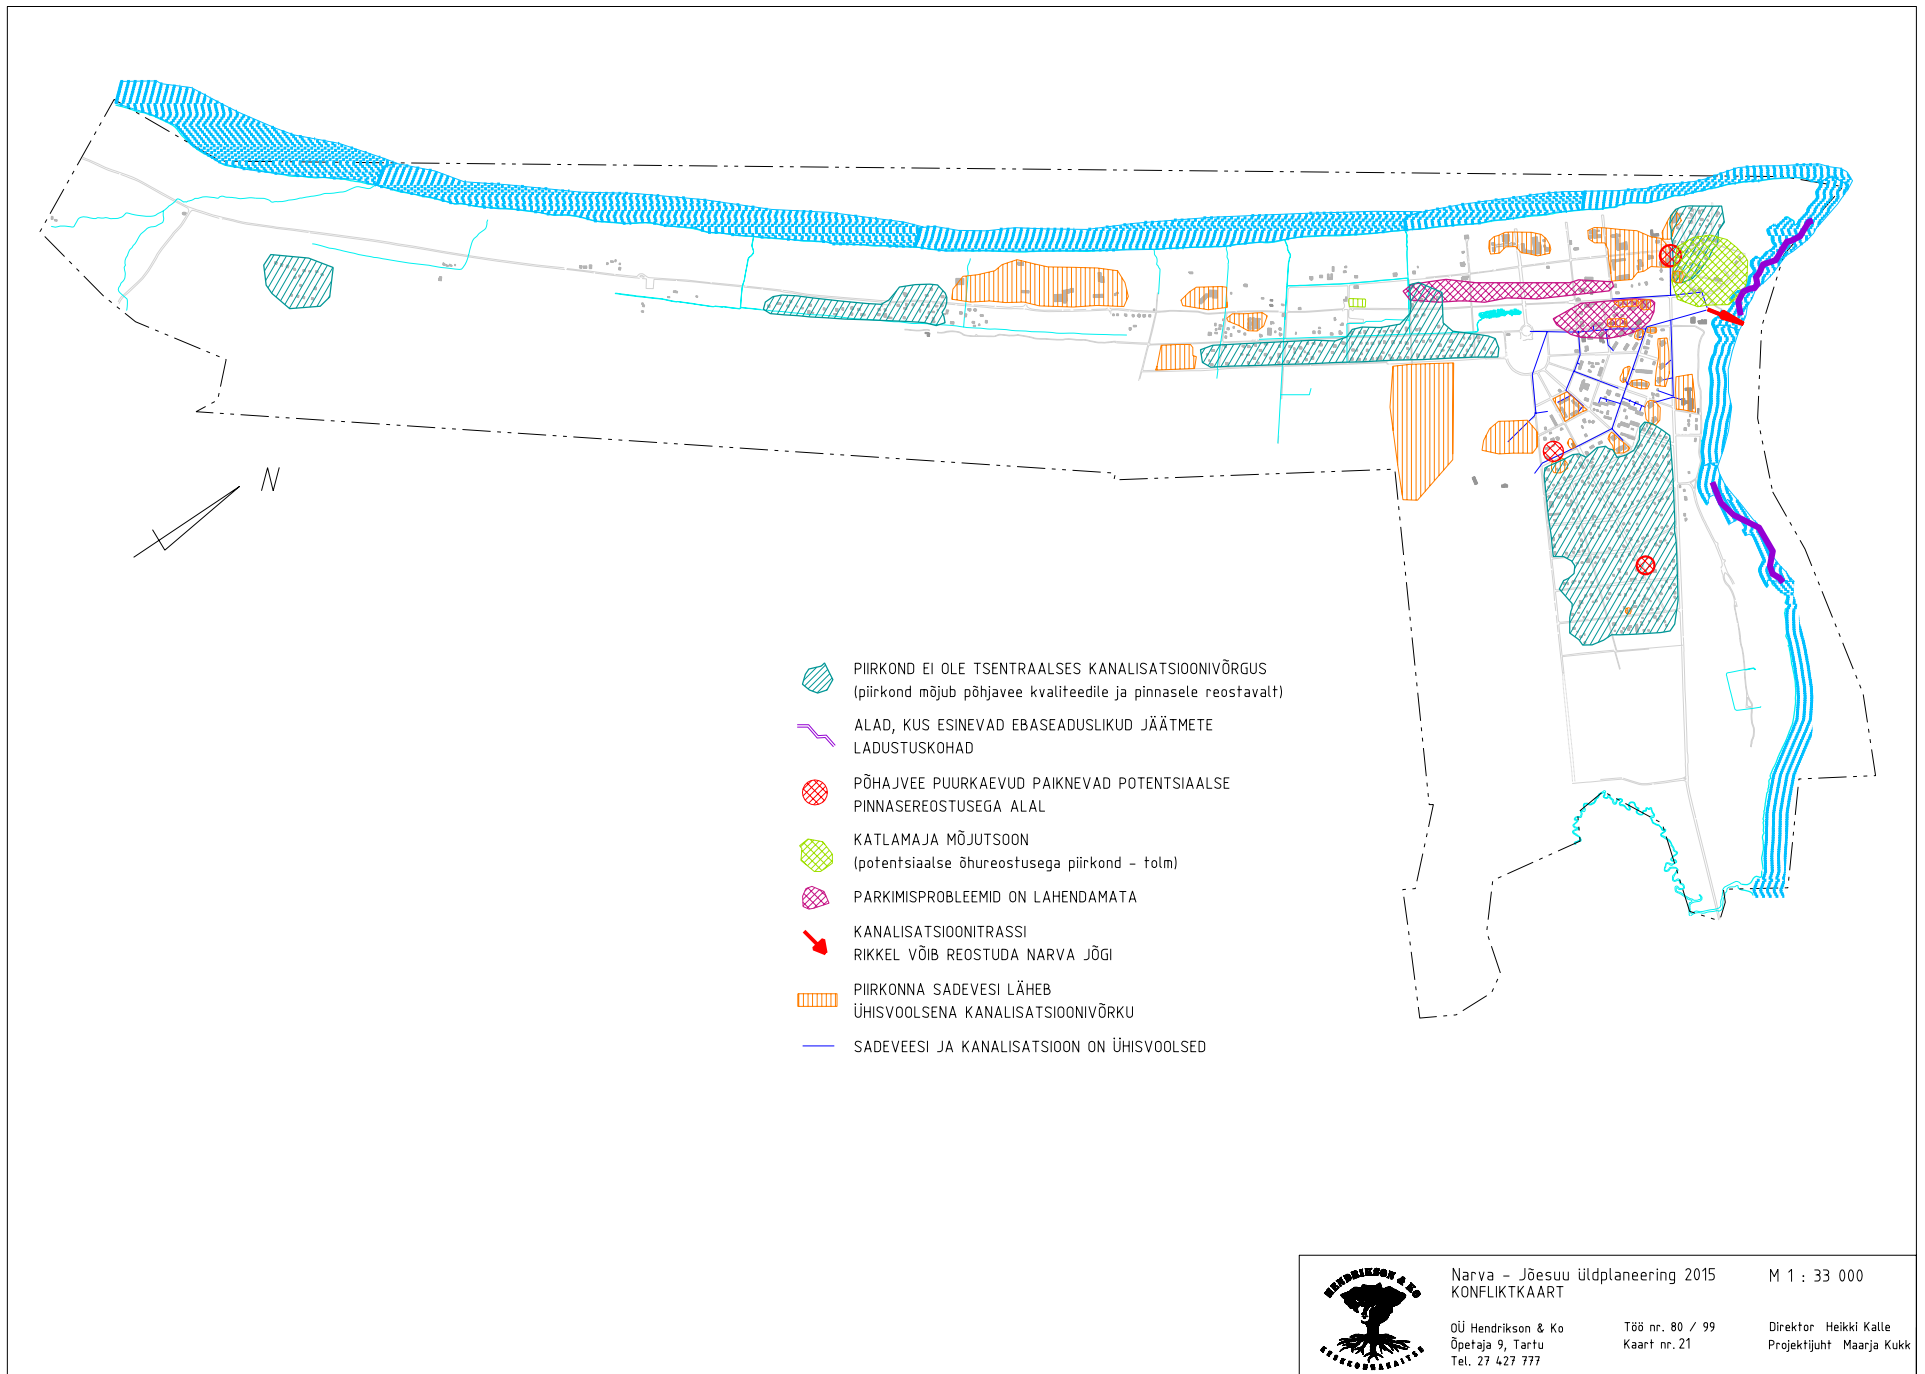 N
PIIRKOND EI OLE TSENTRAALSES KANALISATSIOONIVÕRGUS
(piirkond mõjub põhjavee kvaliteedile ja pinnasele reostavalt)
ALAD, KUS ESINEVAD EBASEADUSLIKUD JÄÄTMETE
LADUSTUSKOHAD
PÕHAJVEE PUURKAEVUD PAIKNEVAD POTENTSIAALSE
PINNASEREOSTUSEGA ALAL
KATLAMAJA MÕJUTSOON
(potentsiaalse õhureostusega piirkond - tolm)
PARKIMISPROBLEEMID ON LAHENDAMATA
KANALISATSIOONITRASSI
RIKKEL VÕIB REOSTUDA NARVA JÕGI
PIIRKONNA SADEVESI LÄHEB
ÜHISVOOLSENA KANALISATSIOONIVÕRKU
SADEVEESI JA KANALISATSIOON ON ÜHISVOOLSED
HENDRIKSON & KO
KESKKONNAKAITSE
Narva - Jõesuu üldplaneering 2015
KONFLIKTKAART
M 1 : 33 000
OÜ Hendrikson & Ko
Õpetaja 9, Tartu
Tel. 27 427 777
Töö nr. 80 / 99
Kaart nr. 21
Direktor Heikki Kalle
Projektijuht Maarja Kukk